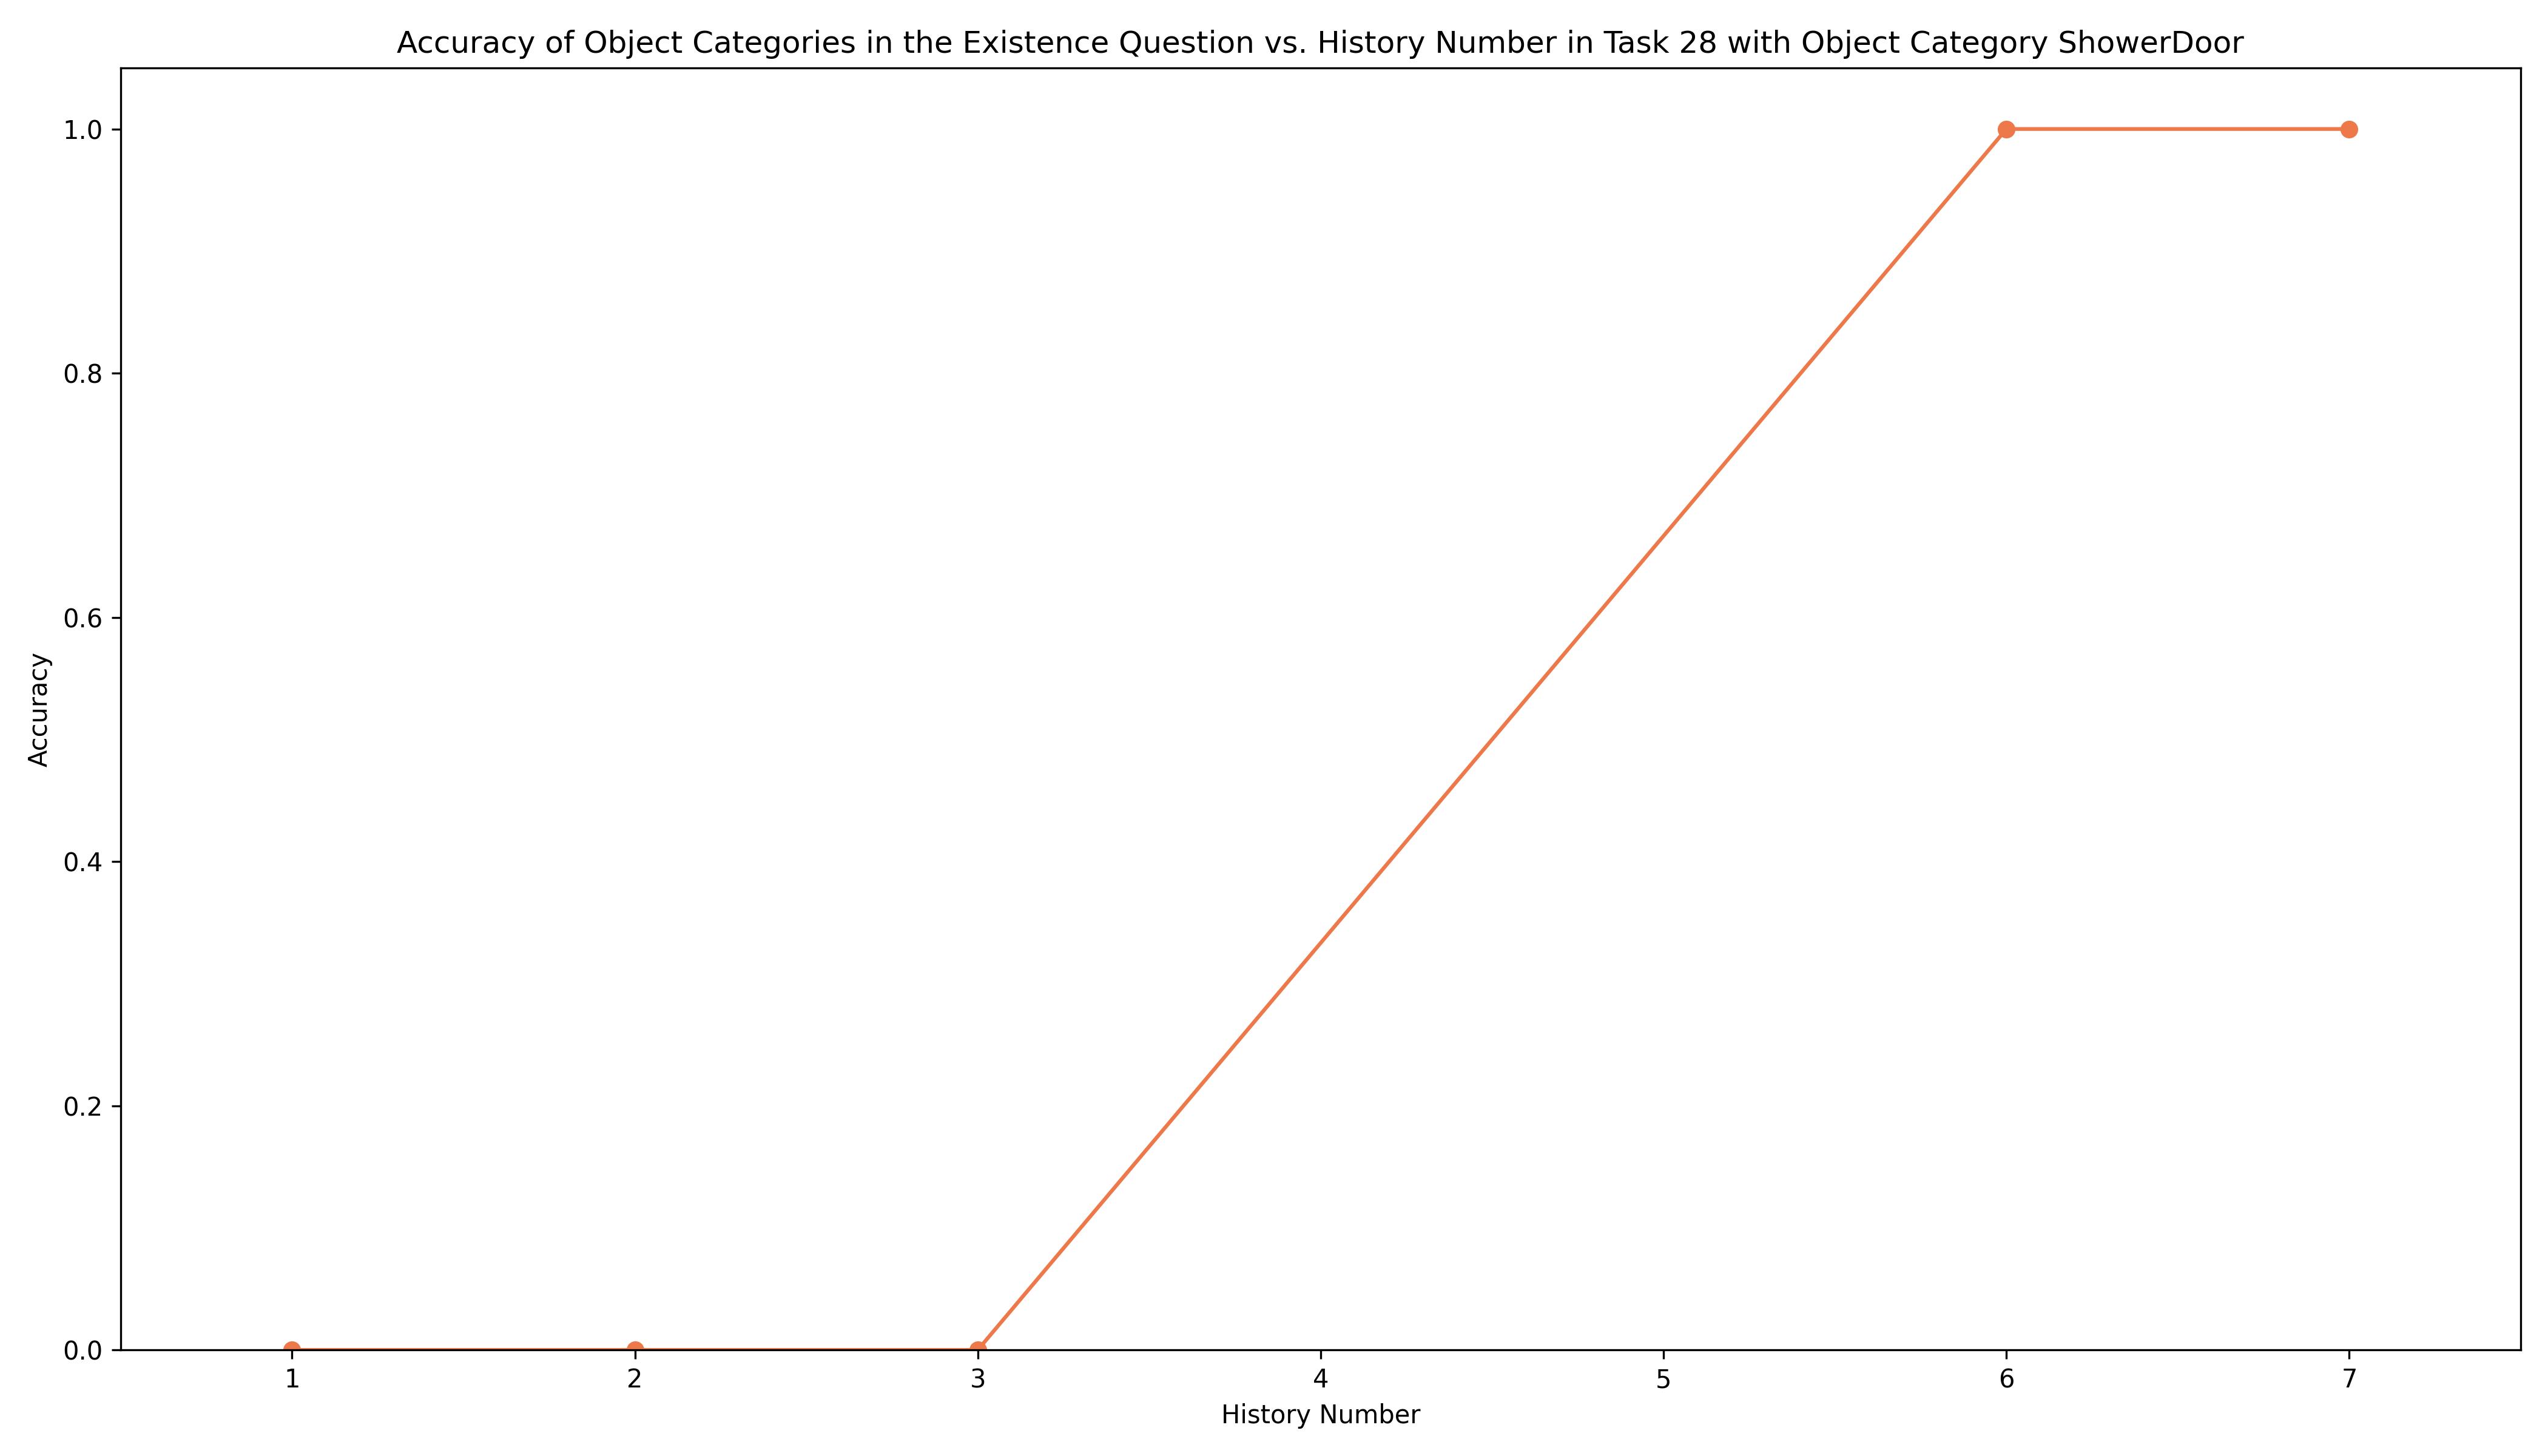 Accuracy of Object Categories in the Existence Question vs. History Number in Task 28 with Object Category ShowerDoor
1.0
0.8
0.6
0.4
0.2
0.0
Accuracy
1 2 3 4 5 6 7
History Number